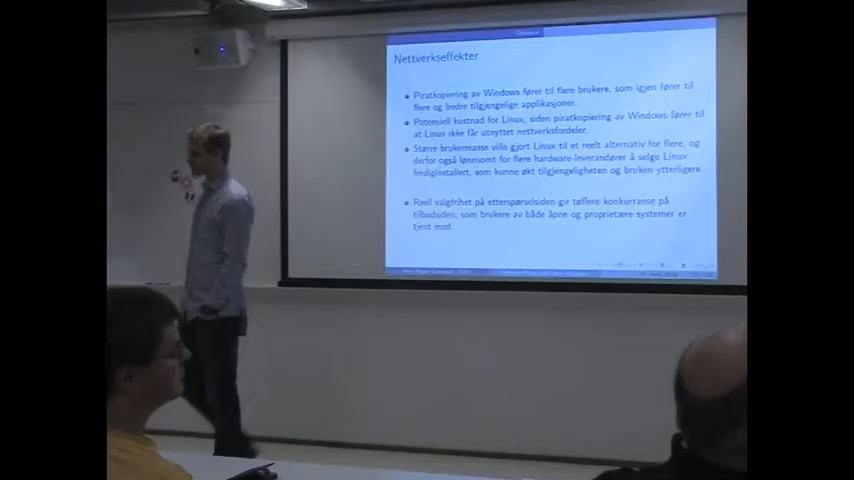 Nettverkseffekter
Piratkopiering av Windows fører til flere brukere, som igjen fører til
flere og bedre tilgjengelige applikasjoner.
Potensiell kostnad for Linux, siden piratkopiering av Windows fører til
at Linux ikke får utnyttet nettverksfordeler.
Større brukermasse ville gjort Linux til et reelt alternativ for flere, og
derfor også lønnsomt for flere hardware-leverandører å selge Linux
ferdiginstallert, som kunne økt tilgjengeligheten og bruken ytterligere.
Reell valgfrihet på etterspørselsiden gir tøffere konkurranse på
tilbudsiden, som brukere av både åpne og proprietære systemer er
tjent med.